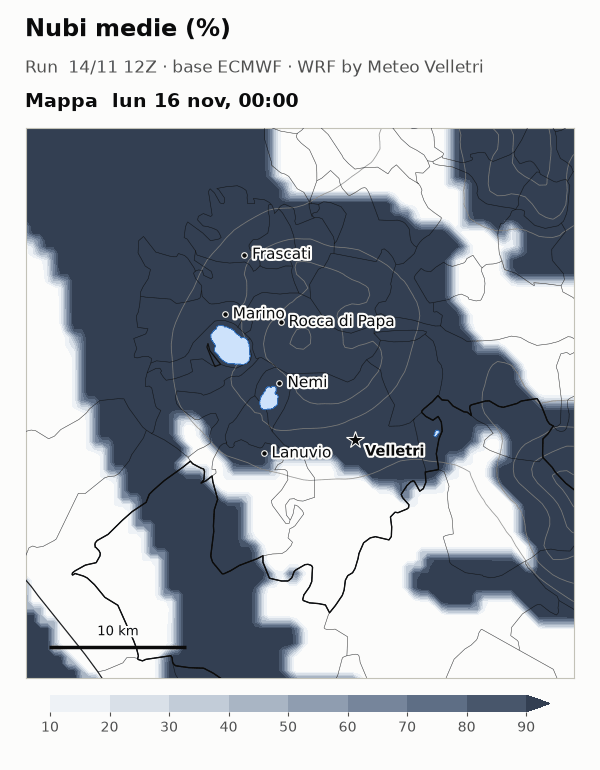 Nubi medie (%)
Run  14/11 12Z · base ECMWF · WRF by Meteo Velletri
Mappa  lun 16 nov, 00:00
Frascati
Marino
Rocca di Papa
Nemi
Velletri
Lanuvio
10 km
10 20 30 40 50 60 70 80 90